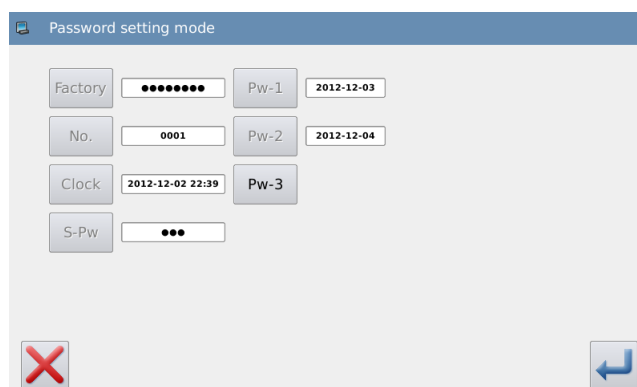 Password setting mode
Factory ●●●●●●●● Pw-1 2012-12-03
No. 0001 Pw-2 2012-12-04
Clock 2012-12-02 22:39 Pw-3
S-Pw ●●●